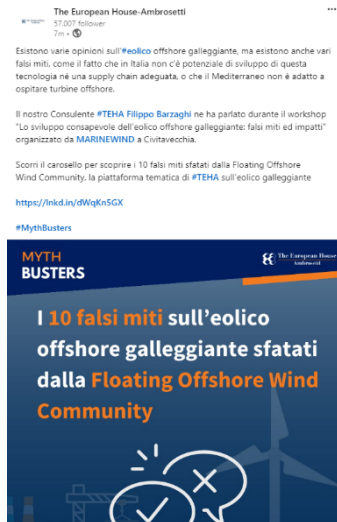 The European House-Ambrosetti
57.007 follower
7m •
Esistono varie opinioni sull'#eolico offshore galleggiante, ma esistono anche vari
falsi miti, come il fatto che in Italia non c'è potenziale di sviluppo di questa
tecnologia né una supply chain adeguata, o che il Mediterraneo non è adatto a
ospitare turbine offshore.
Il nostro Consulente #TEHA Filippo Barzaghi ne ha parlato durante il workshop
"Lo sviluppo consapevole dell'eolico offshore galleggiante: falsi miti ed impatti"
organizzato da MARINEWIND a Civitavecchia.
Scorri il carosello per scoprire i 10 falsi miti sfatati dalla Floating Offshore
Wind Community, la piattaforma tematica di #TEHA sull'eolico galleggiante
https://lnkd.in/dWqKn5GX
#MythBusters
MYTH
BUSTERS
The European House
Ambrosetti
I 10 falsi miti sull'eolico
offshore galleggiante sfatati
dalla Floating Offshore Wind
Community